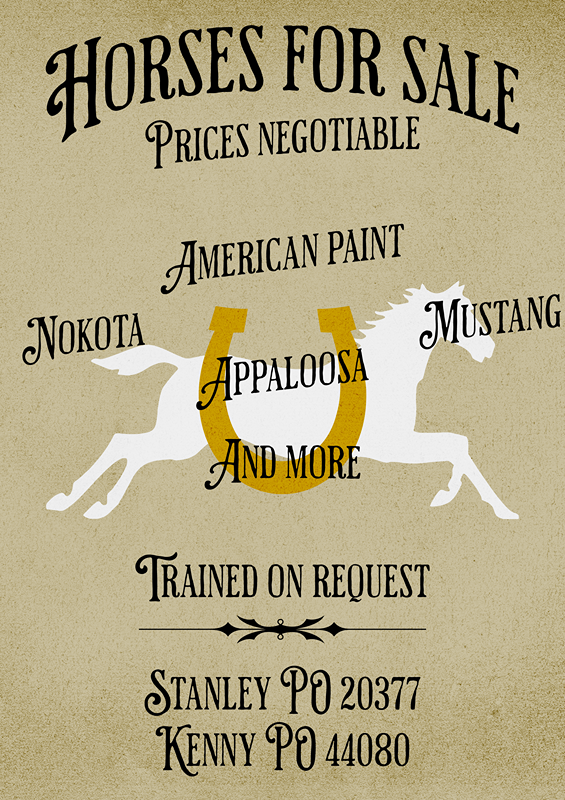 Horses for Sale
Prices negotiable
American Paint
Nokota
Mustang
Appaloosa
And more
Trained on request
Stanley PO 20377
Kenny PO 44080